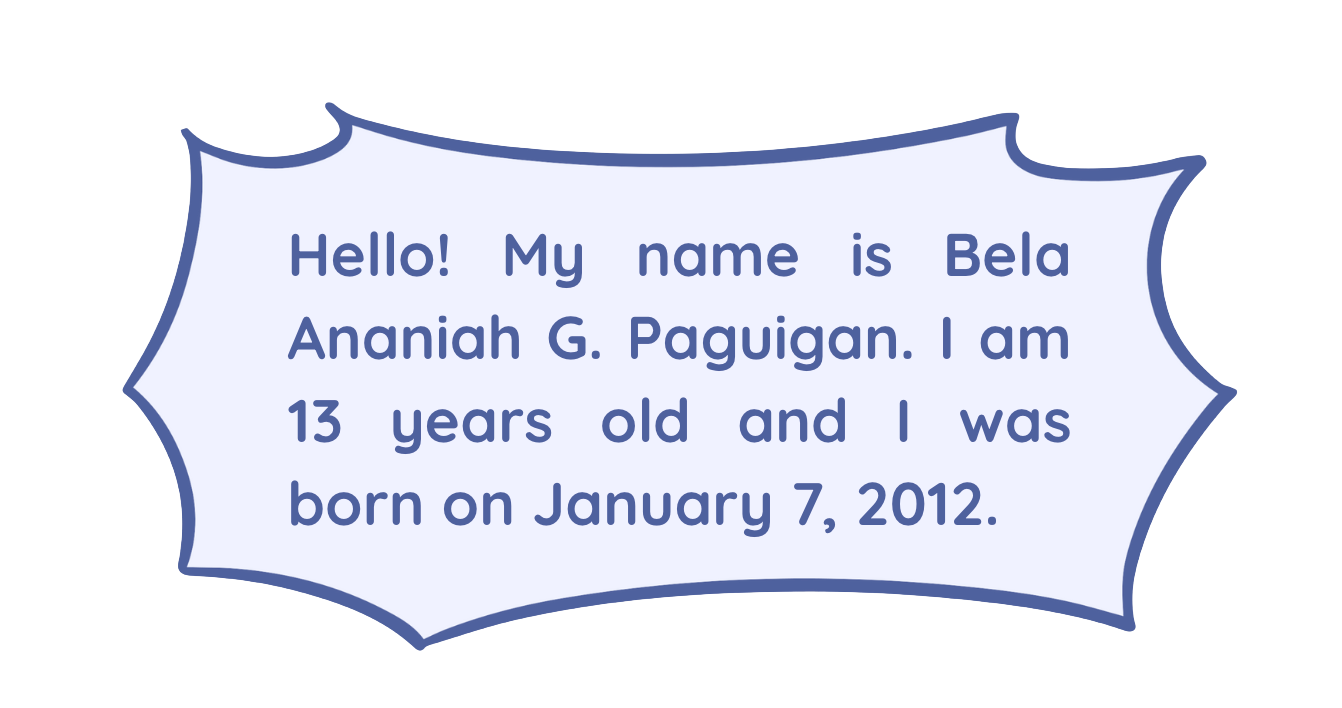 Hello! My name is Bela
Ananiah G. Paguigan. I am
13 years old and I was
born on January 7, 2012.